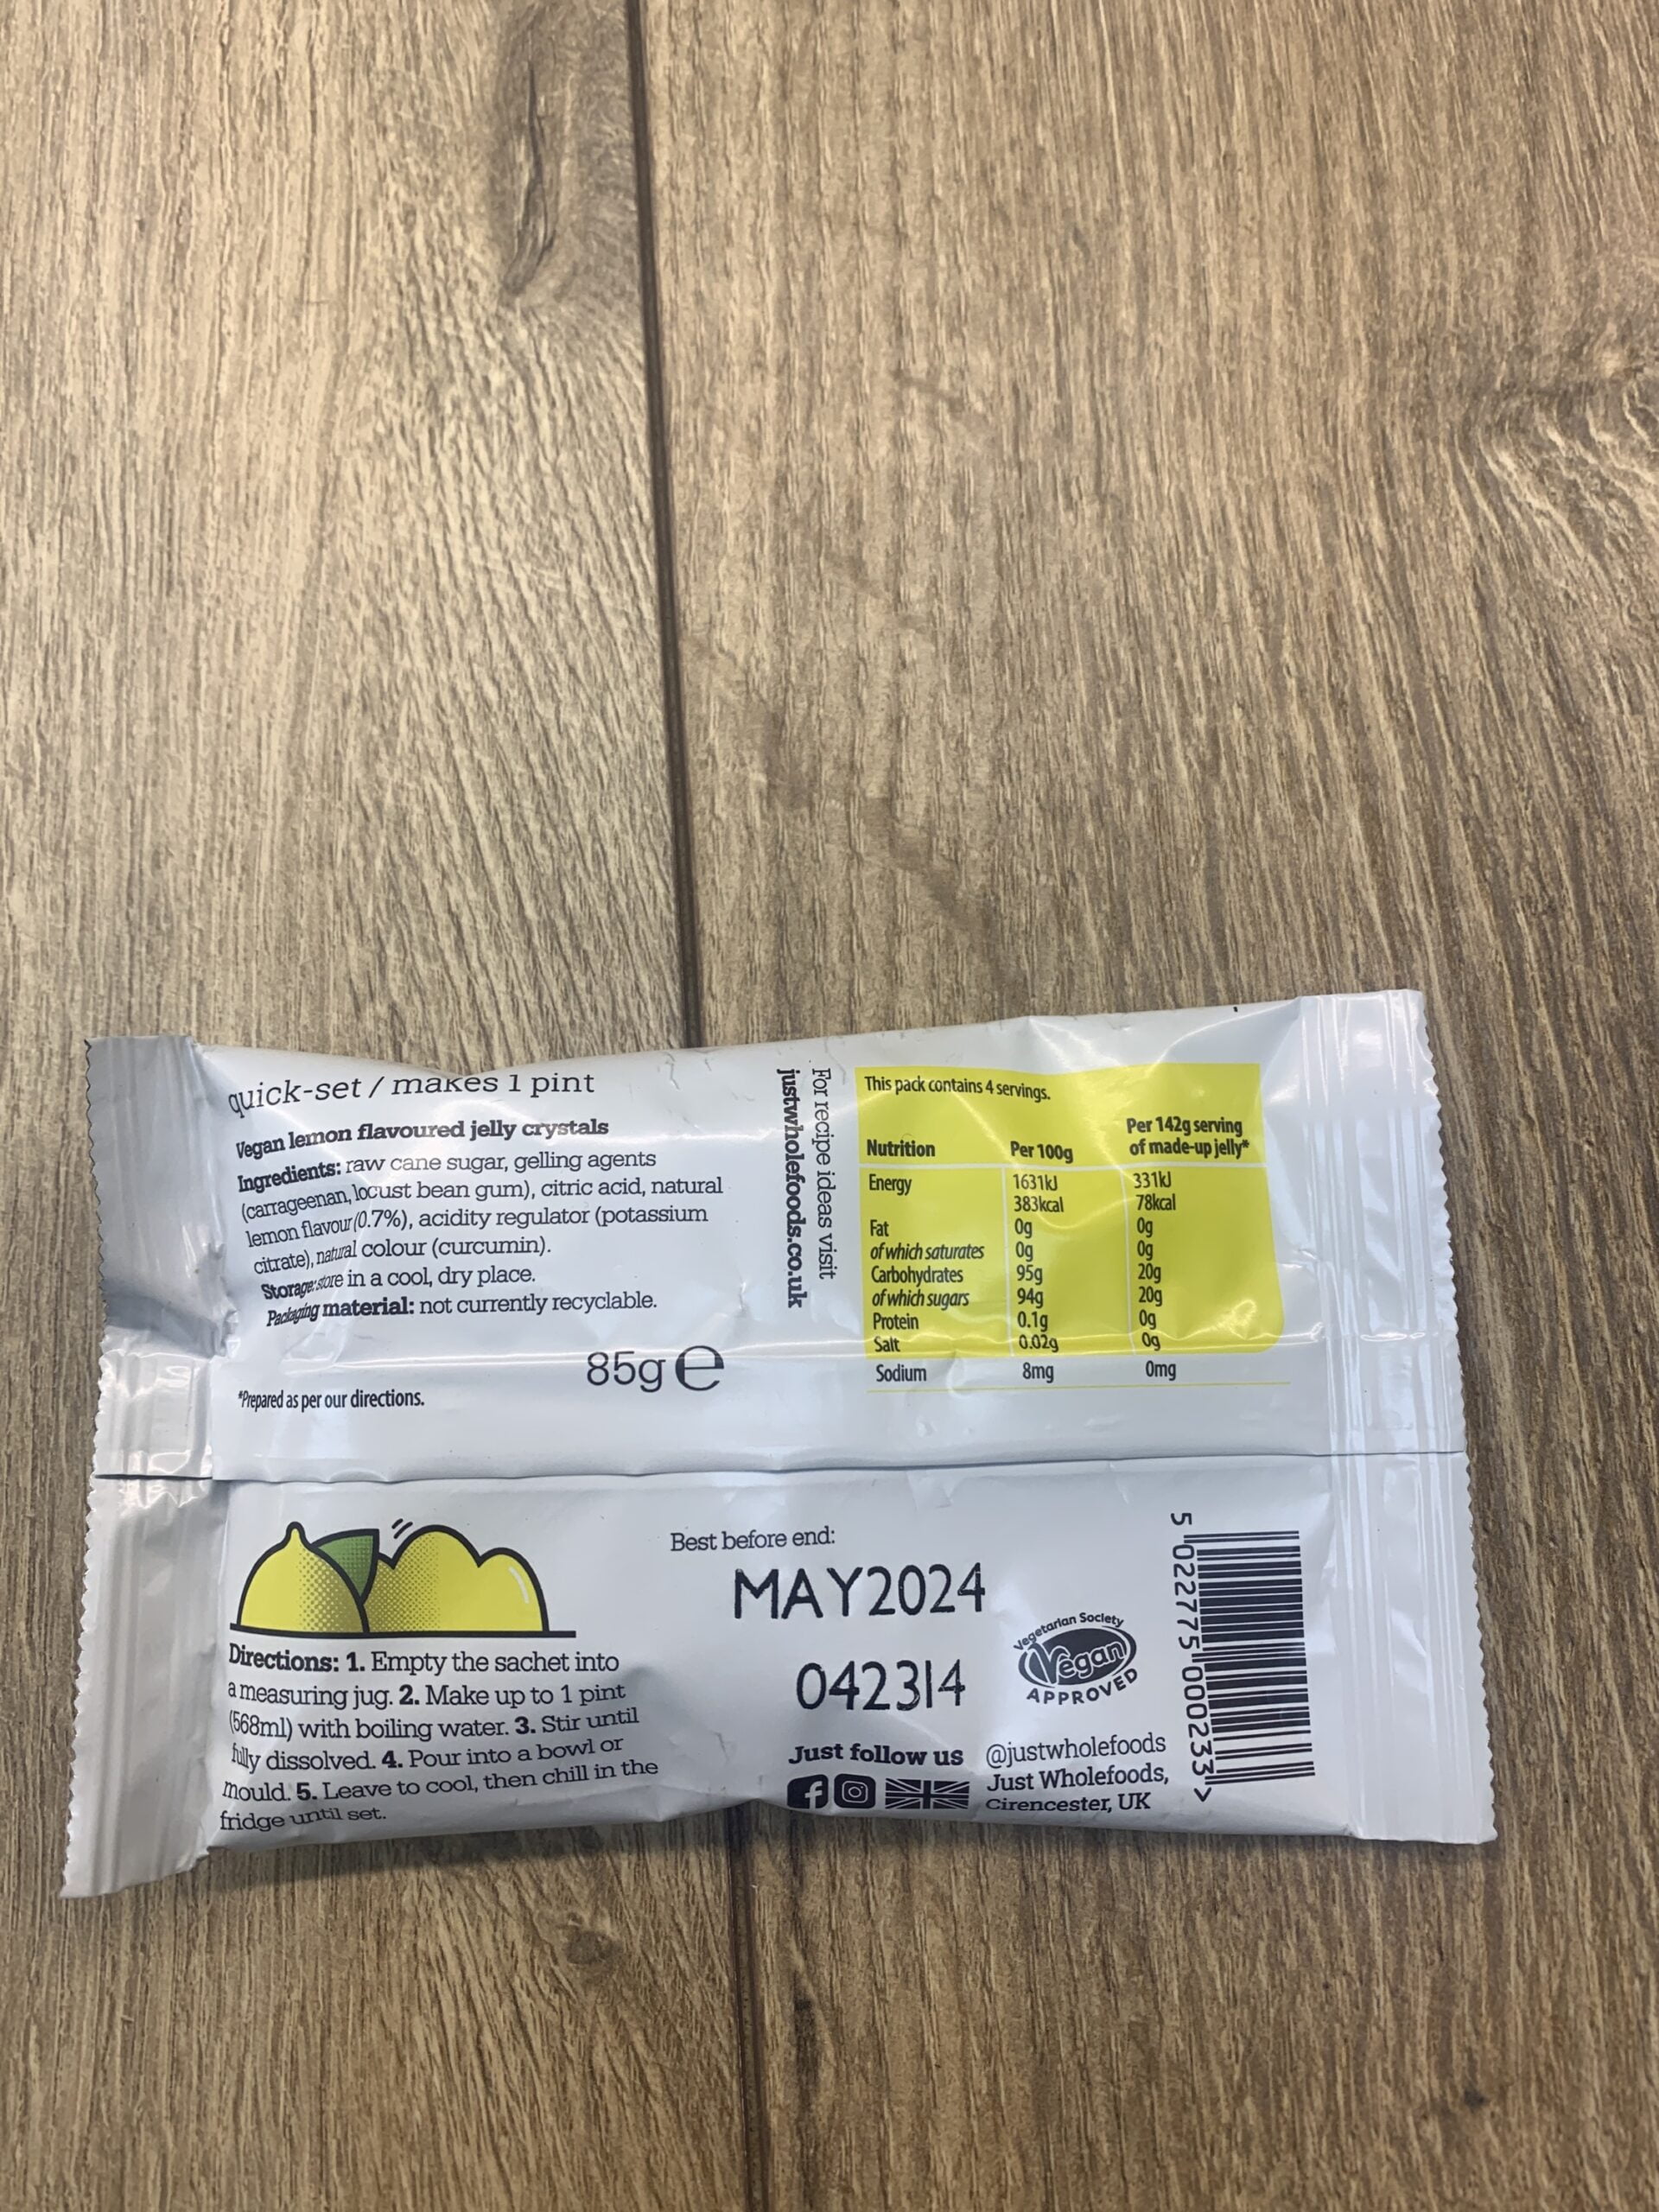 quick-set / makes 1 pint
Vegan lemon flavoured jelly crystals
Ingredients: raw cane sugar, gelling agents
(carrageenan, locust bean gum), citric acid, natural
lemon flavour (0.7%), acidity regulator (potassium
citrate), natural colour (curcumin).
Storage: store in a cool, dry place.
Packaging material: not currently recyclable.
85g e
*Prepared as per our directions.
For recipe ideas visit
justwholefoods.co.uk
This pack contains 4 servings.
Nutrition Per 100g Per 142g serving
of made-up jelly*
Energy 1631kJ 331kJ
383kcal 78kcal
Fat 0g 0g
of which saturates 0g 0g
Carbohydrates 95g 20g
of which sugars 94g 20g
Protein 0.1g 0g
Salt 0.02g 0g
Sodium 8mg 0mg
Directions: 1. Empty the sachet into
a measuring jug. 2. Make up to 1 pint
(568ml) with boiling water. 3. Stir until
fully dissolved. 4. Pour into a bowl or
mould. 5. Leave to cool, then chill in the
fridge until set.
Best before end:
MAY2024
042314
Vegetarian Society
Vegan
APPROVED
Just follow us @justwholefoods
Just Wholefoods,
Cirencester, UK
5 022775 000233 >